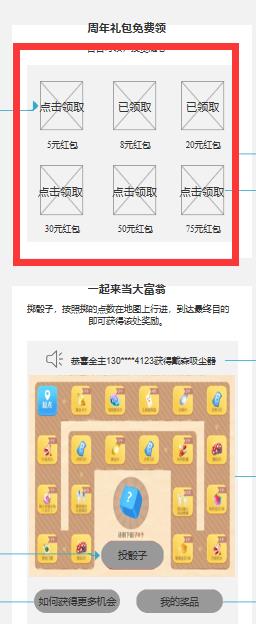 周年礼包免费领
点击领取 已领取 已领取
5元红包 8元红包 20元红包
点击领取 点击领取 点击领取
30元红包 50元红包 75元红包
一起来当大富翁
掷骰子，按照掷的点数在地图上行进，到达最终目的
即可获得该处奖励。
恭喜金主130****4123获得戴森吸尘器
起点
投骰子
如何获得更多机会 我的奖品